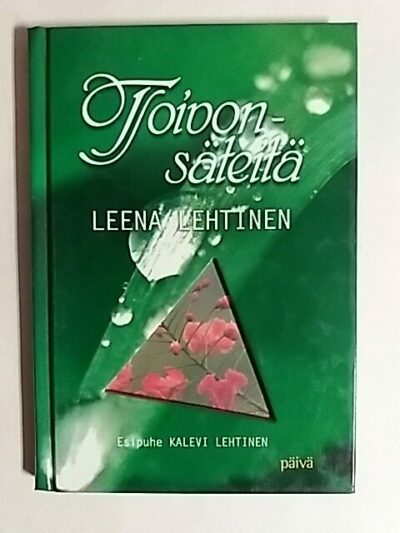 Toivon-
säteitä
LEENA LEHTINEN
Esipuhe KALEVI LEHTINEN
päivä